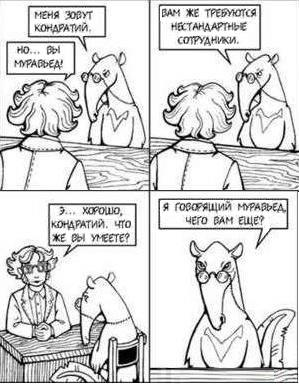 МЕНЯ ЗОВУТ
КОНДРАТИЙ.
НО... ВЫ
МУРАВЬЕД!
ВАМ ЖЕ ТРЕБУЮТСЯ
НЕСТАНДАРТНЫЕ
СОТРУДНИКИ.
Э... ХОРОШО,
КОНДРАТИЙ. ЧТО
ЖЕ ВЫ УМЕЕТЕ?
Я ГОВОРЯЩИЙ МУРАВЬЕД,
ЧЕГО ВАМ ЕЩЕ?